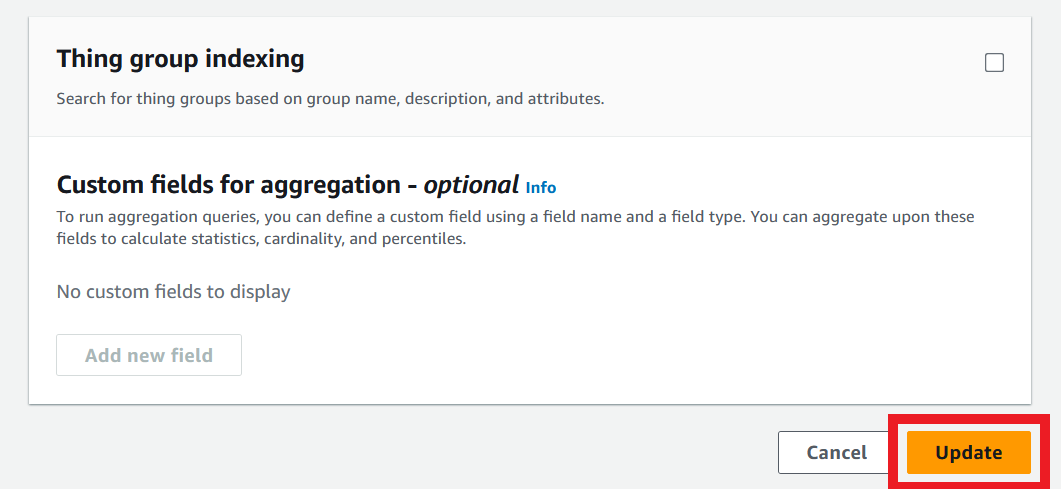 Thing group indexing
Search for thing groups based on group name, description, and attributes.
Custom fields for aggregation - optional Info
To run aggregation queries, you can define a custom field using a field name and a field type. You can aggregate upon these
fields to calculate statistics, cardinality, and percentiles.
No custom fields to display
Add new field
Cancel Update